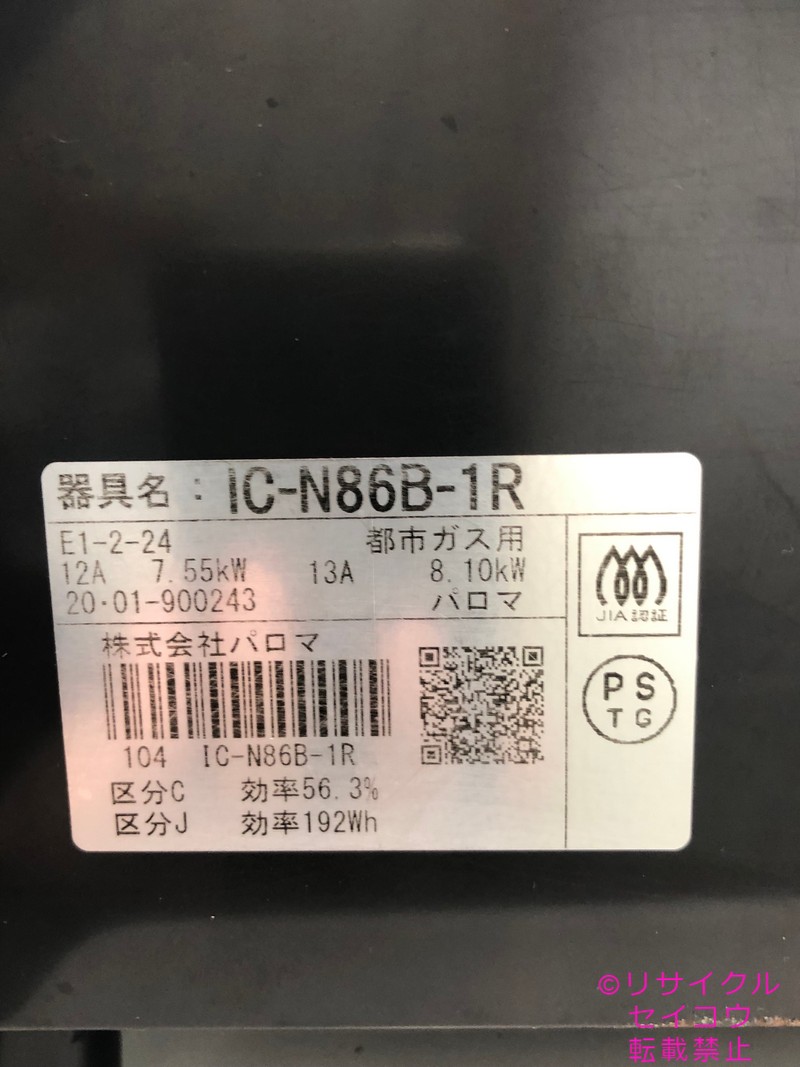 器具名：IC-N86B-1R
E1-2-24 都市ガス用
12A 7.55kW 13A 8.10kW
20・01-900243 パロマ
JIA認証
株式会社パロマ
PS
TG
104 IC-N86B-1R
区分C 効率56.3%
区分J 効率192Wh
©リサイクル
セイコウ
転載禁止